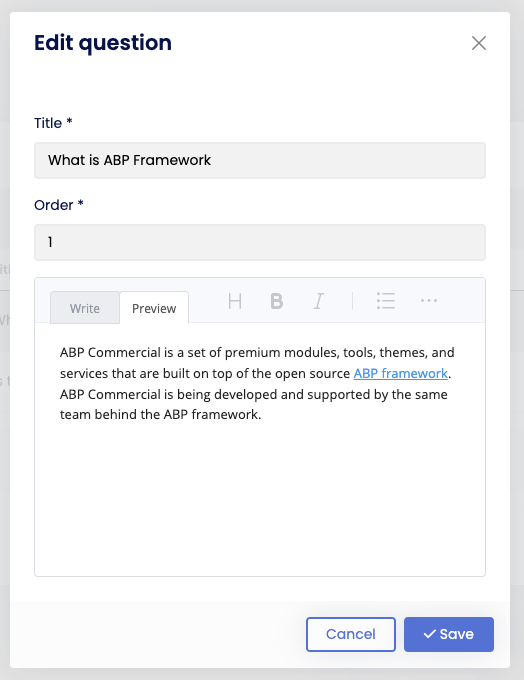 Edit question
Title *
What is ABP Framework
Order *
1
Write
Preview
H B I
ABP Commercial is a set of premium modules, tools, themes, and
services that are built on top of the open source ABP framework.
ABP Commercial is being developed and supported by the same
team behind the ABP framework.
Cancel
Save